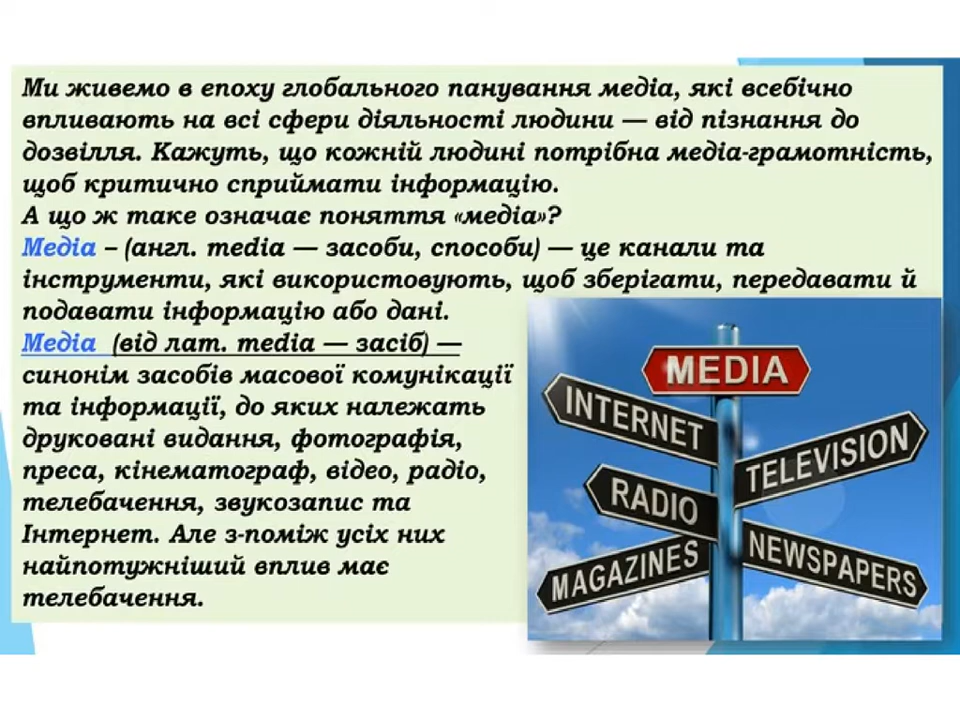 Ми живемо в епоху глобального панування медіа, які всебічно
впливають на всі сфери діяльності людини — від пізнання до
дозвілля. Кажуть, що кожній людині потрібна медіа-грамотність,
щоб критично сприймати інформацію.
А що ж таке означає поняття «медіа»?
Медіа – (англ. media — засоби, способи) — це канали та
інструменти, які використовують, щоб зберігати, передавати й
подавати інформацію або дані.
Медіа (від лат. media — засіб) —
синонім засобів масової комунікації
та інформації, до яких належать
друковані видання, фотографія,
преса, кінематограф, відео, радіо,
телебачення, звукозапис та
Інтернет. Але з-поміж усіх них
найпотужніший вплив має
телебачення.
MEDIA
INTERNET
TELEVISION
RADIO
NEWSPAPERS
MAGAZINES